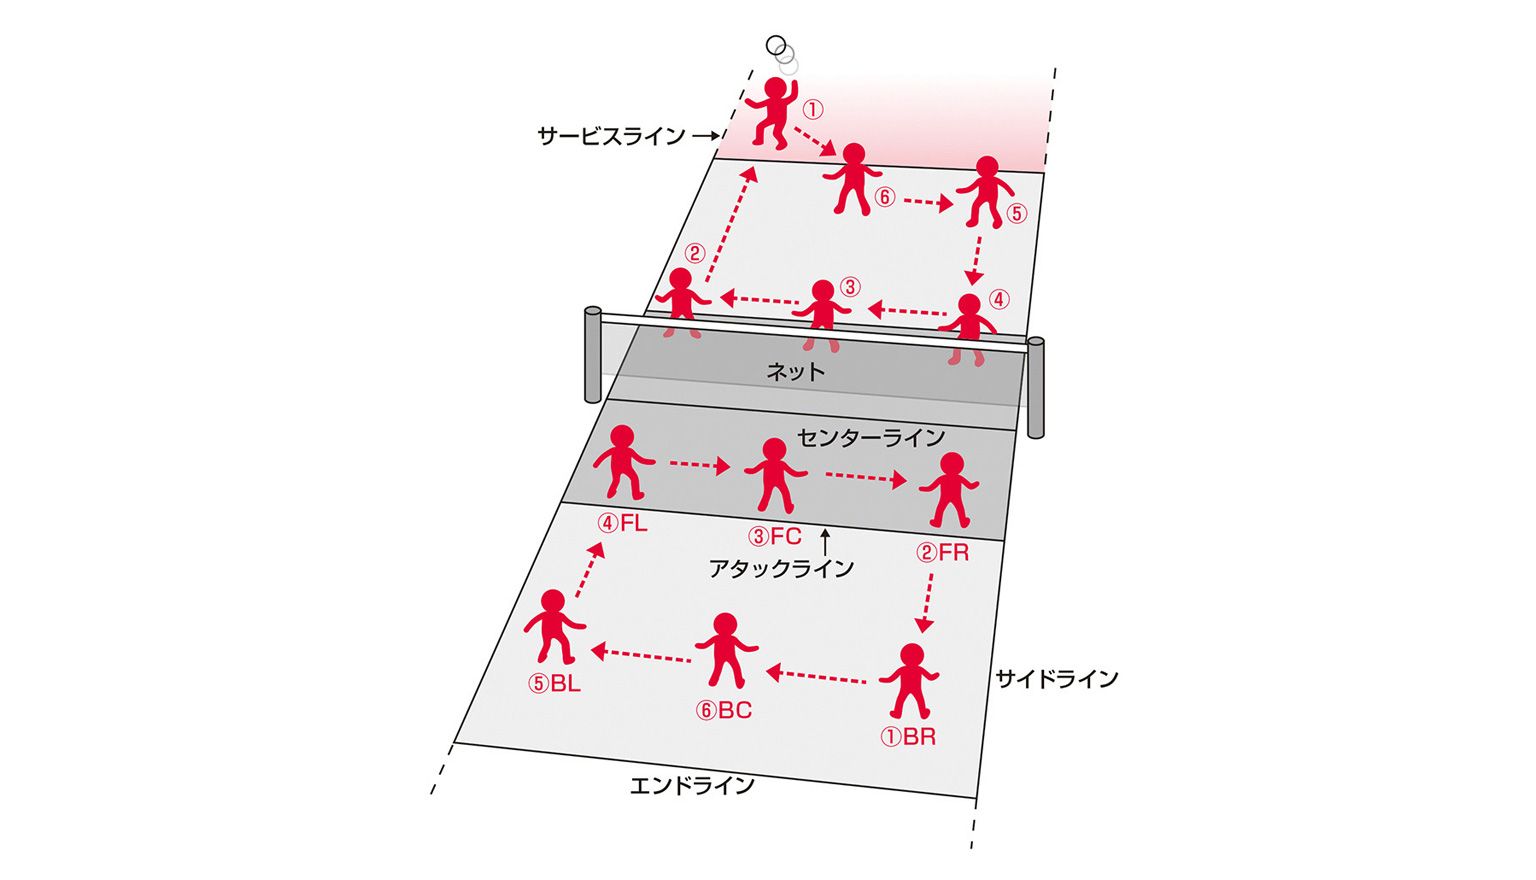 ①
サービスライン
⑥
⑤
②
③
④
ネット
センターライン
④FL
③FC
②FR
アタックライン
⑤BL
⑥BC
①BR
サイドライン
エンドライン